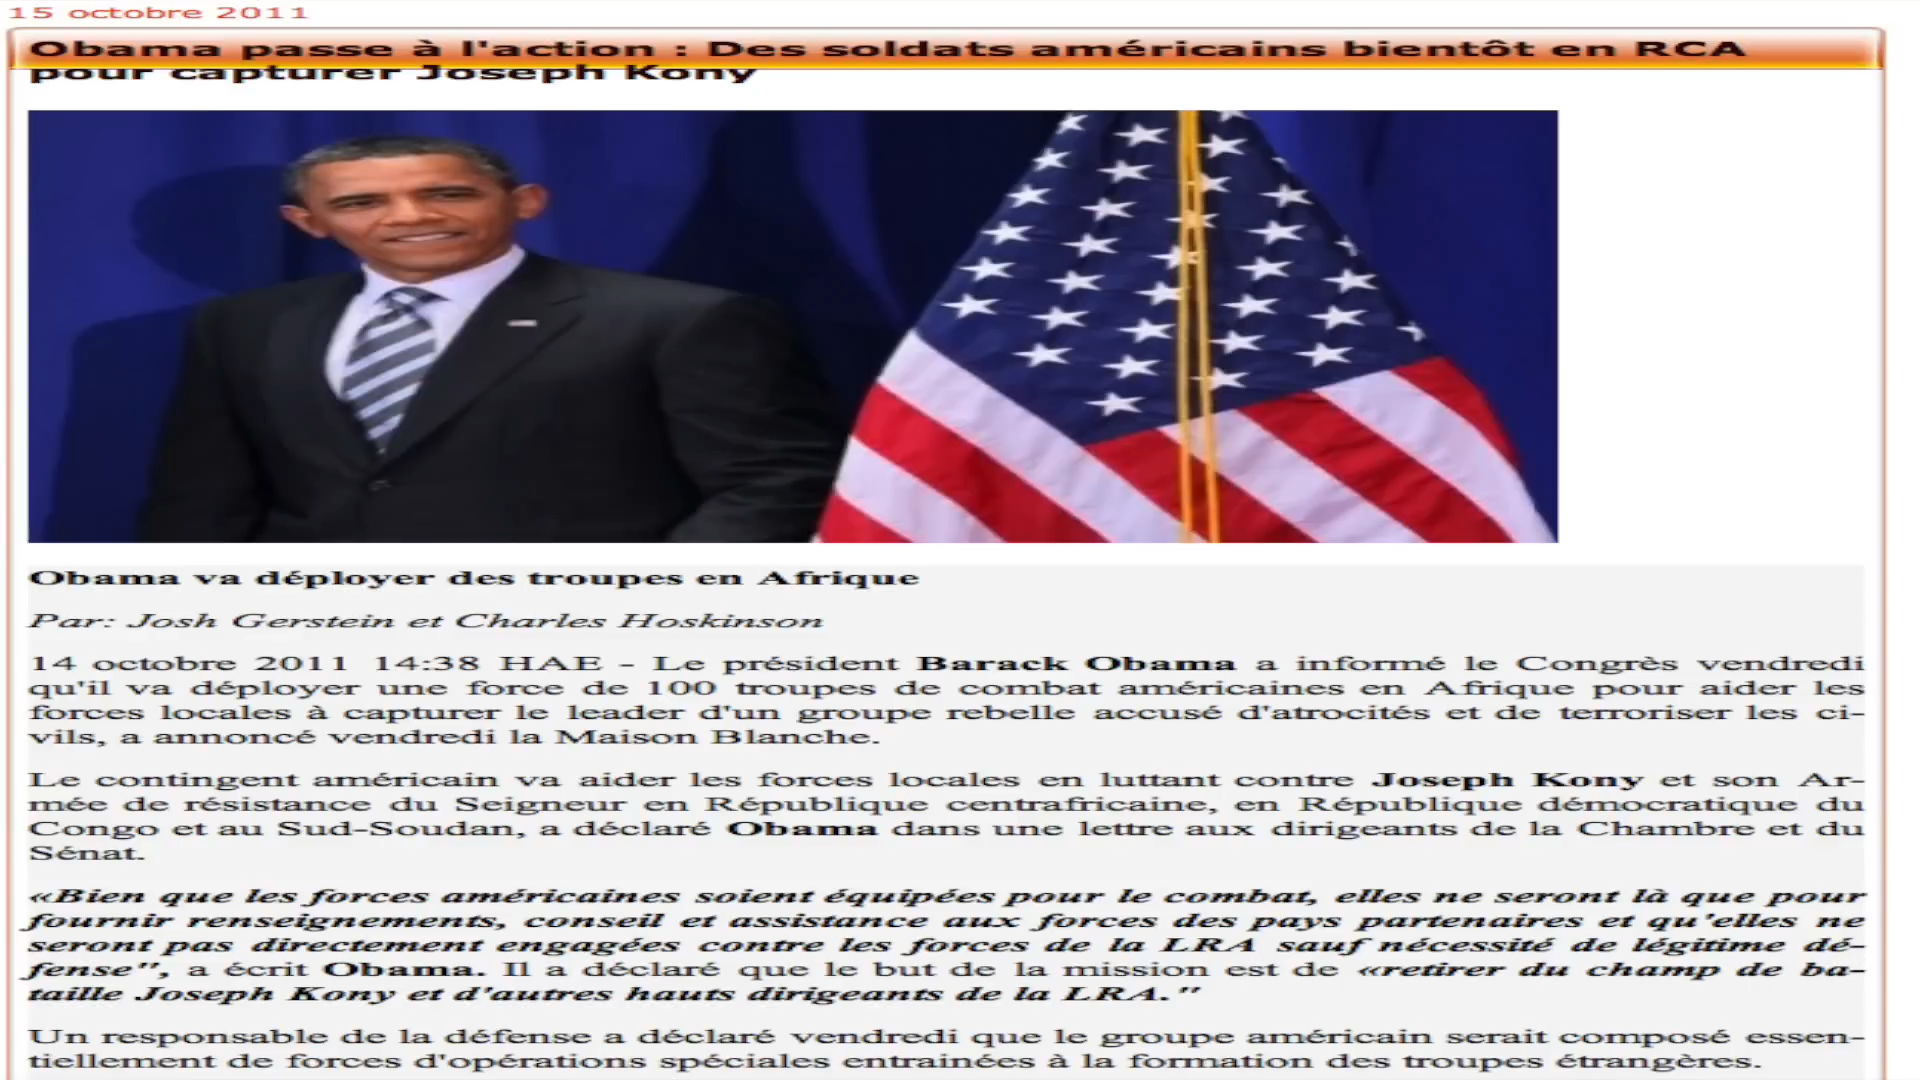 15 octobre 2011
Obama passe à l'action : Des soldats américains bientôt en RCA
pour capturer Joseph Kony
Obama va déployer des troupes en Afrique
Par: Josh Gerstein et Charles Hoskinson
14 octobre 2011 14:38 HAE - Le président Barack Obama a informé le Congrès vendredi
qu'il va déployer une force de 100 troupes de combat américaines en Afrique pour aider les
forces locales à capturer le leader d'un groupe rebelle accusé d'atrocités et de terroriser les ci-
vils, a annoncé vendredi la Maison Blanche.
Le contingent américain va aider les forces locales en luttant contre Joseph Kony et son Ar-
mée de résistance du Seigneur en République centrafricaine, en République démocratique du
Congo et au Sud-Soudan, a déclaré Obama dans une lettre aux dirigeants de la Chambre et du
Sénat.
«Bien que les forces américaines soient équipées pour le combat, elles ne seront là que pour
fournir renseignements, conseil et assistance aux forces des pays partenaires et qu'elles ne
seront pas directement engagées contre les forces de la LRA sauf nécessité de légitime dé-
fense", a écrit Obama. Il a déclaré que le but de la mission est de «retirer du champ de ba-
taille Joseph Kony et d'autres hauts dirigeants de la LRA."
Un responsable de la défense a déclaré vendredi que le groupe américain serait composé essen-
tiellement de forces d'opérations spéciales entrainées à la formation des troupes étrangères.